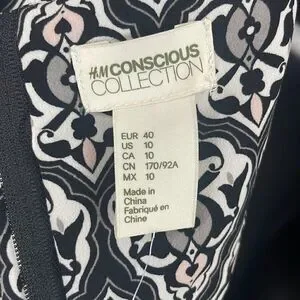 H&M CONSCIOUS
COLLECTION
EUR 40
US 10
CA 10
CN 170/92A
MX 10
Made in
China
Fabriqué en
Chine